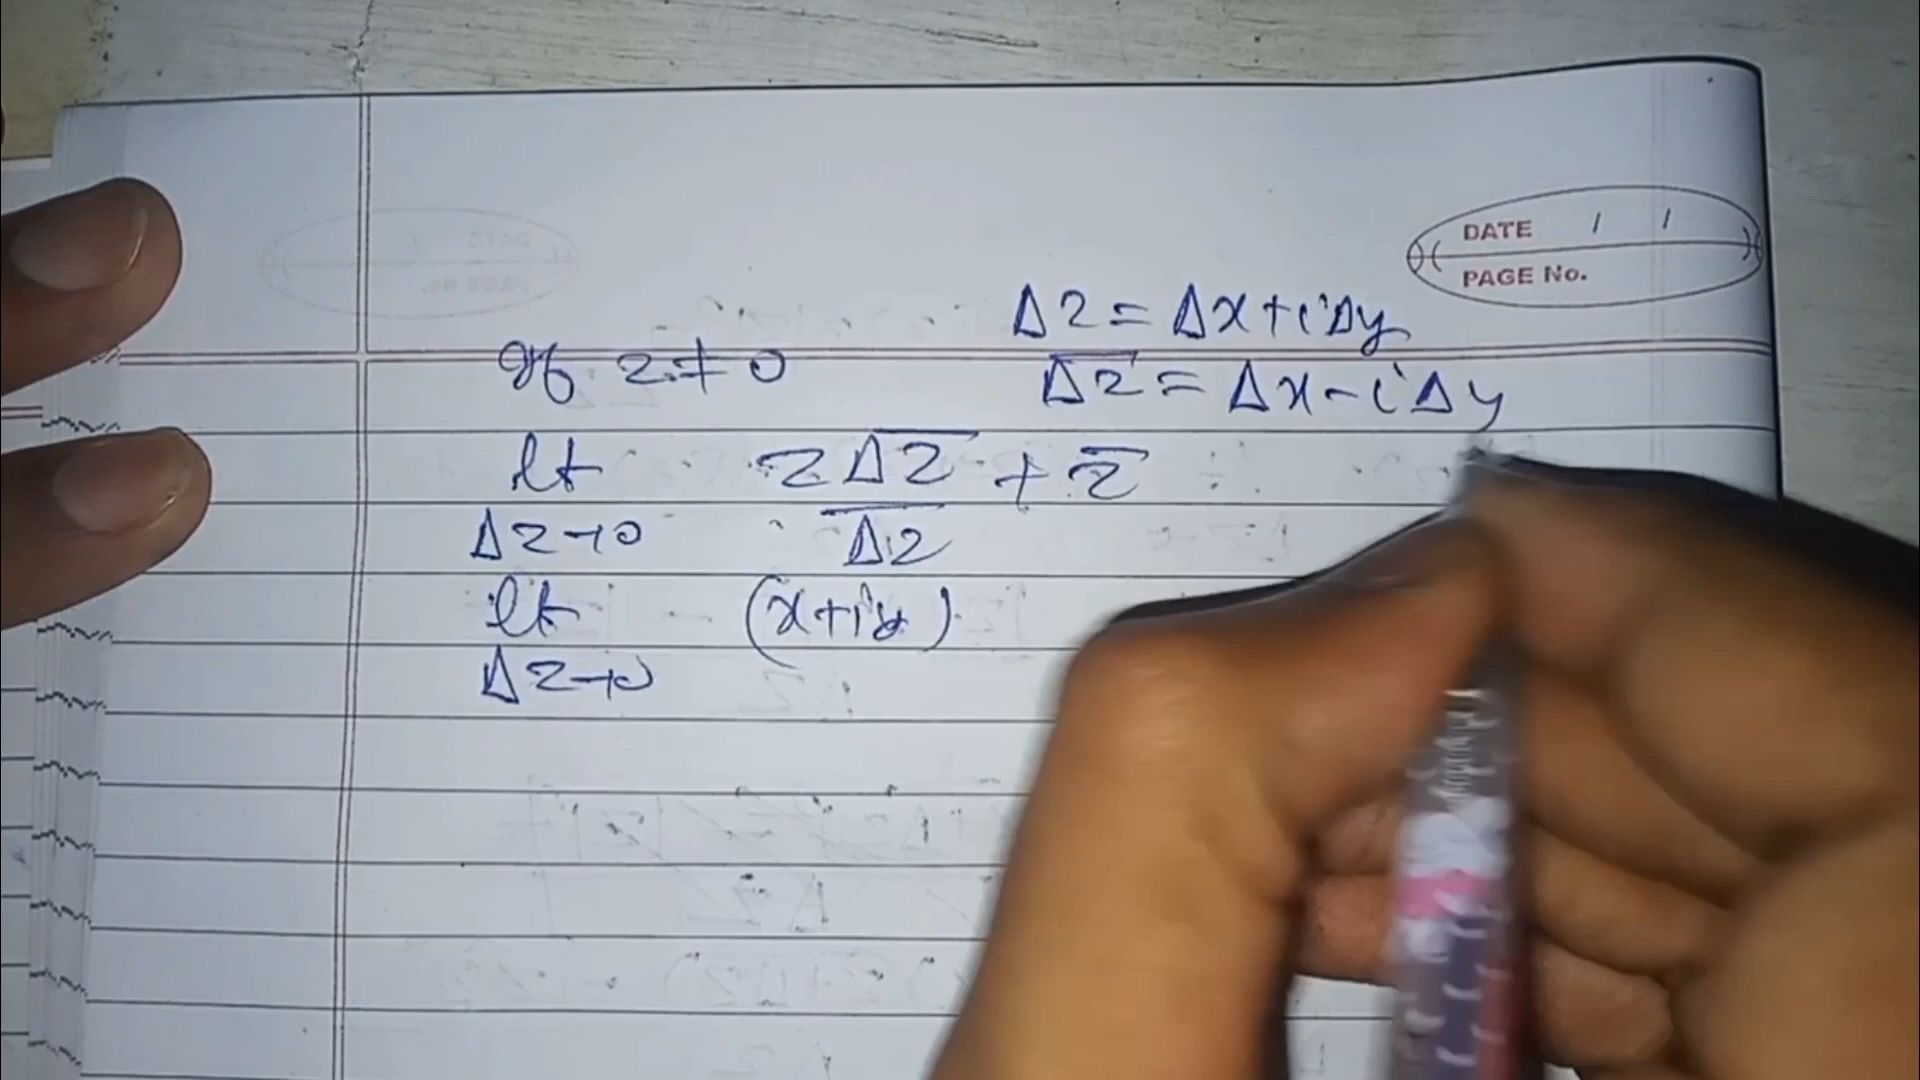 DATE / /
PAGE No.
Δz = Δx + iΔy
If z ≠ 0
Δz̅ = Δx - iΔy
lt z Δz̅ + z̅
Δz→0 Δz
lt (x+iy)
Δz→0